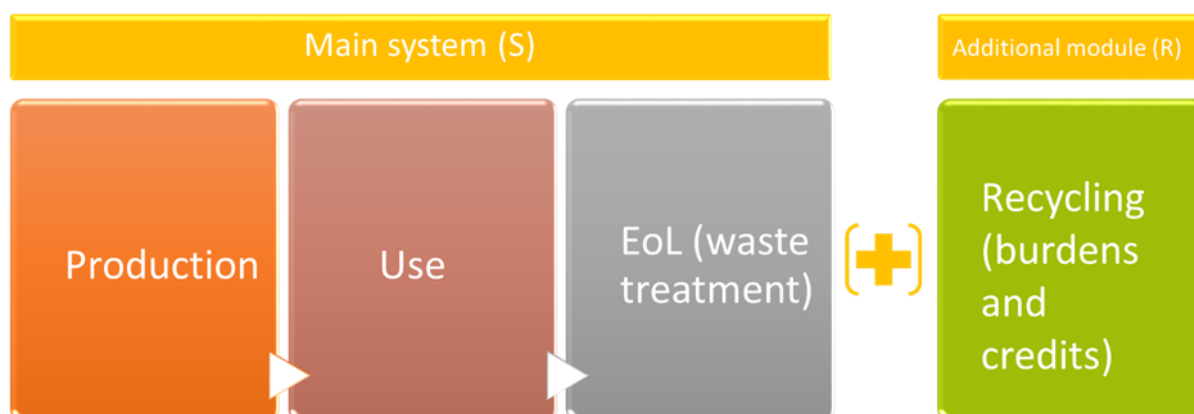 Main system (S)
Additional module (R)
Production
Use
EoL (waste
treatment)
Recycling
(burdens
and
credits)